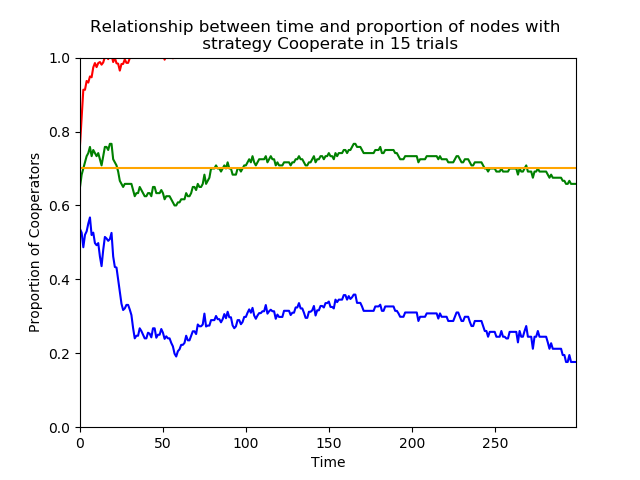 Relationship between time and proportion of nodes with
strategy Cooperate in 15 trials
1.0
0.8
0.6
0.4
0.2
0.0
Proportion of Cooperators
0 50 100 150 200 250
Time